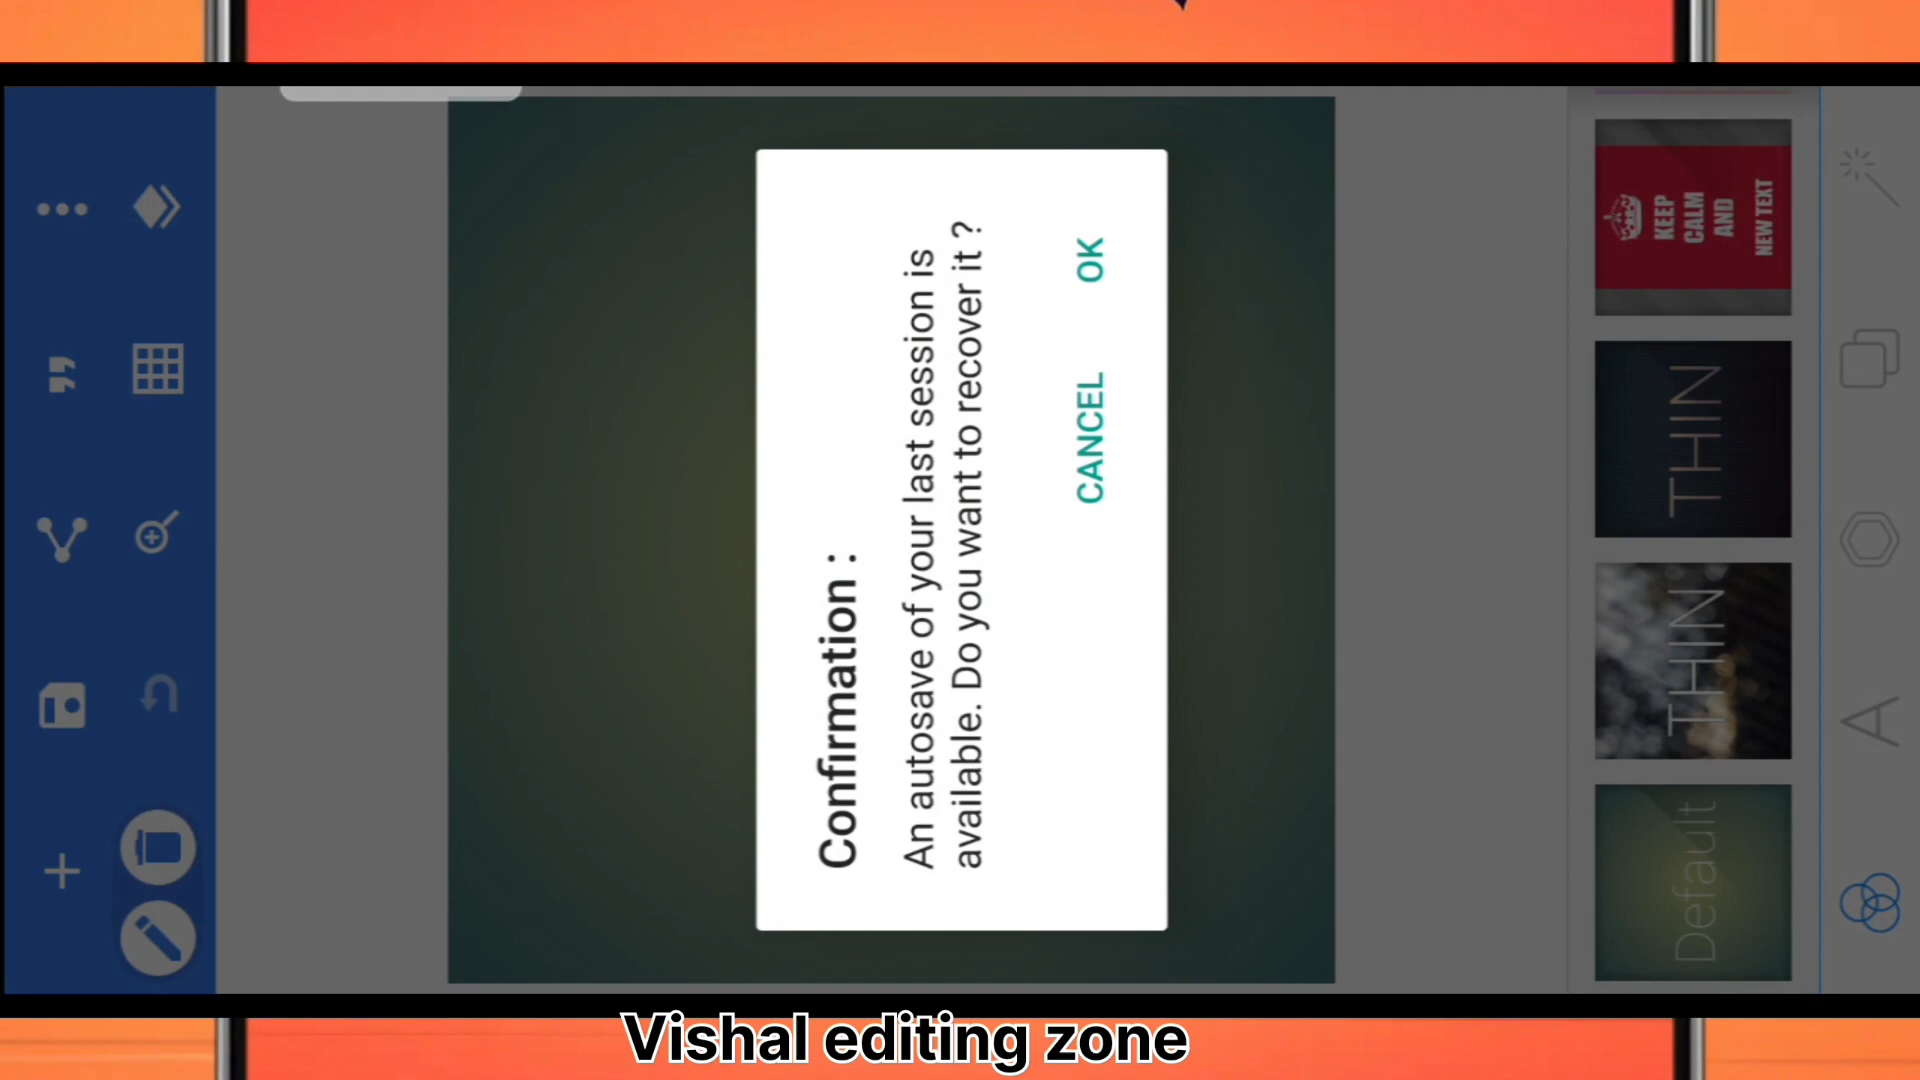 Confirmation :
An autosave of your last session is
available. Do you want to recover it ?
CANCEL OK
Default
THIN
THIN
KEEP
CALM
AND
NEW TEXT
Vishal editing zone